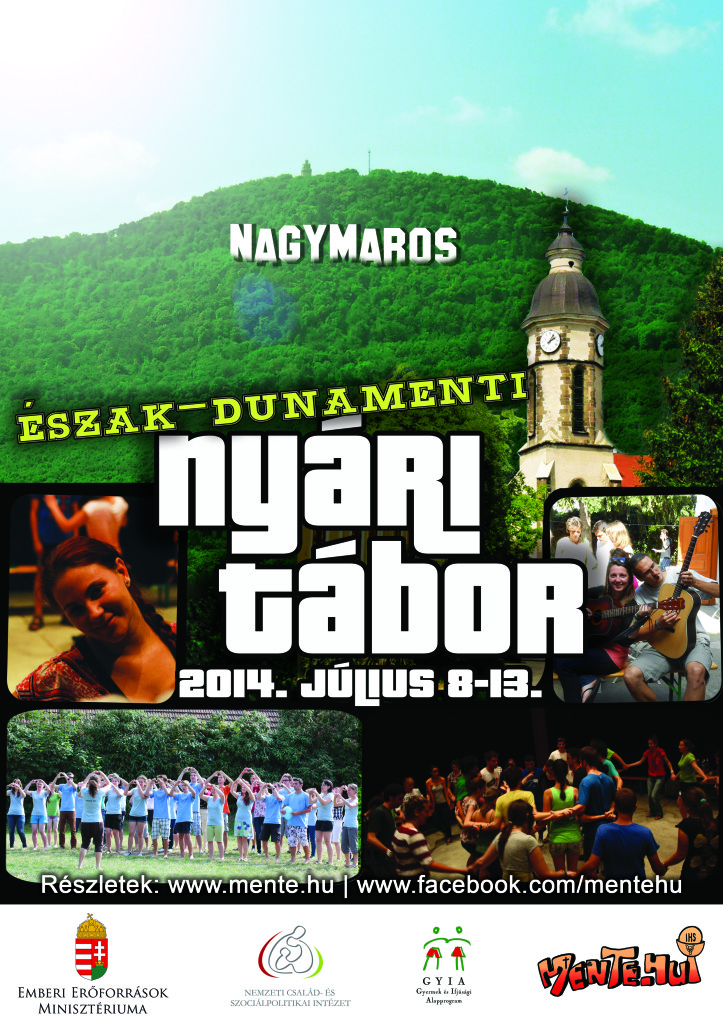 NAGYMAROS
ÉSZAK-DUNAMENTI
NYÁRI
TÁBOR
2014. JÚLIUS 8-13.
Részletek: www.mente.hu | www.facebook.com/mentehu
EMBERI ERŐFORRÁSOK
MINISZTÉRIUMA
NEMZETI CSALÁD- ÉS
SZOCIÁLPOLITIKAI INTÉZET
GYIA
Gyermek és Ifjúsági
Alapprogram
IHS
MENTE.HU